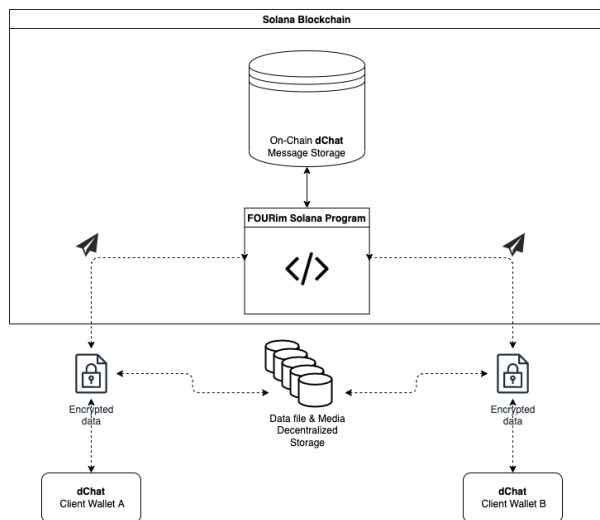 Solana Blockchain
On-Chain dChat
Message Storage
FOURim Solana Program
</>
Encrypted
data
Data file & Media
Decentralized
Storage
Encrypted
data
dChat
Client Wallet A
dChat
Client Wallet B